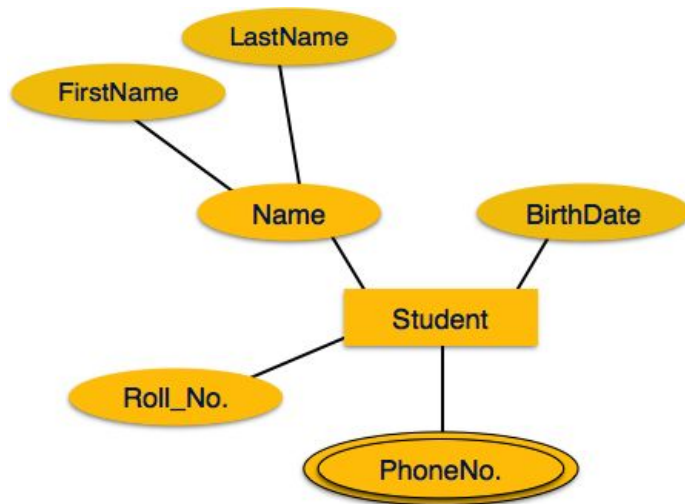 LastName
FirstName
Name
BirthDate
Student
Roll_No.
PhoneNo.